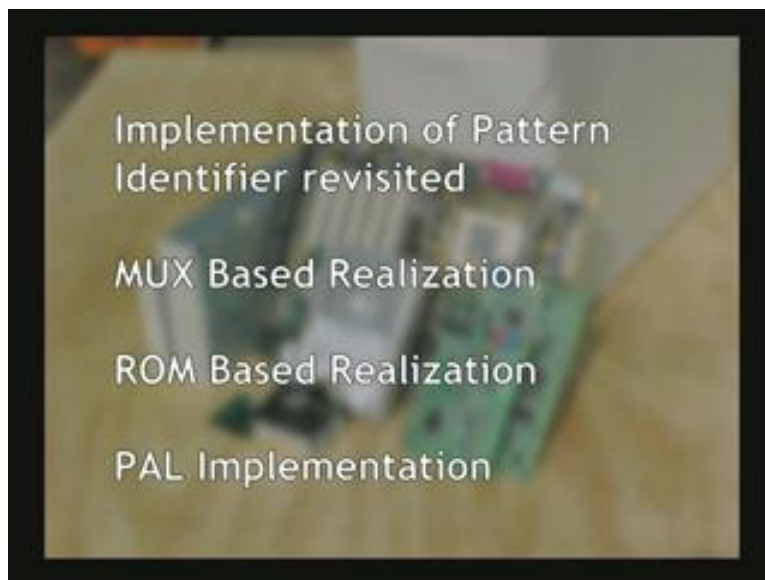 Implementation of Pattern
Identifier revisited
MUX Based Realization
ROM Based Realization
PAL Implementation